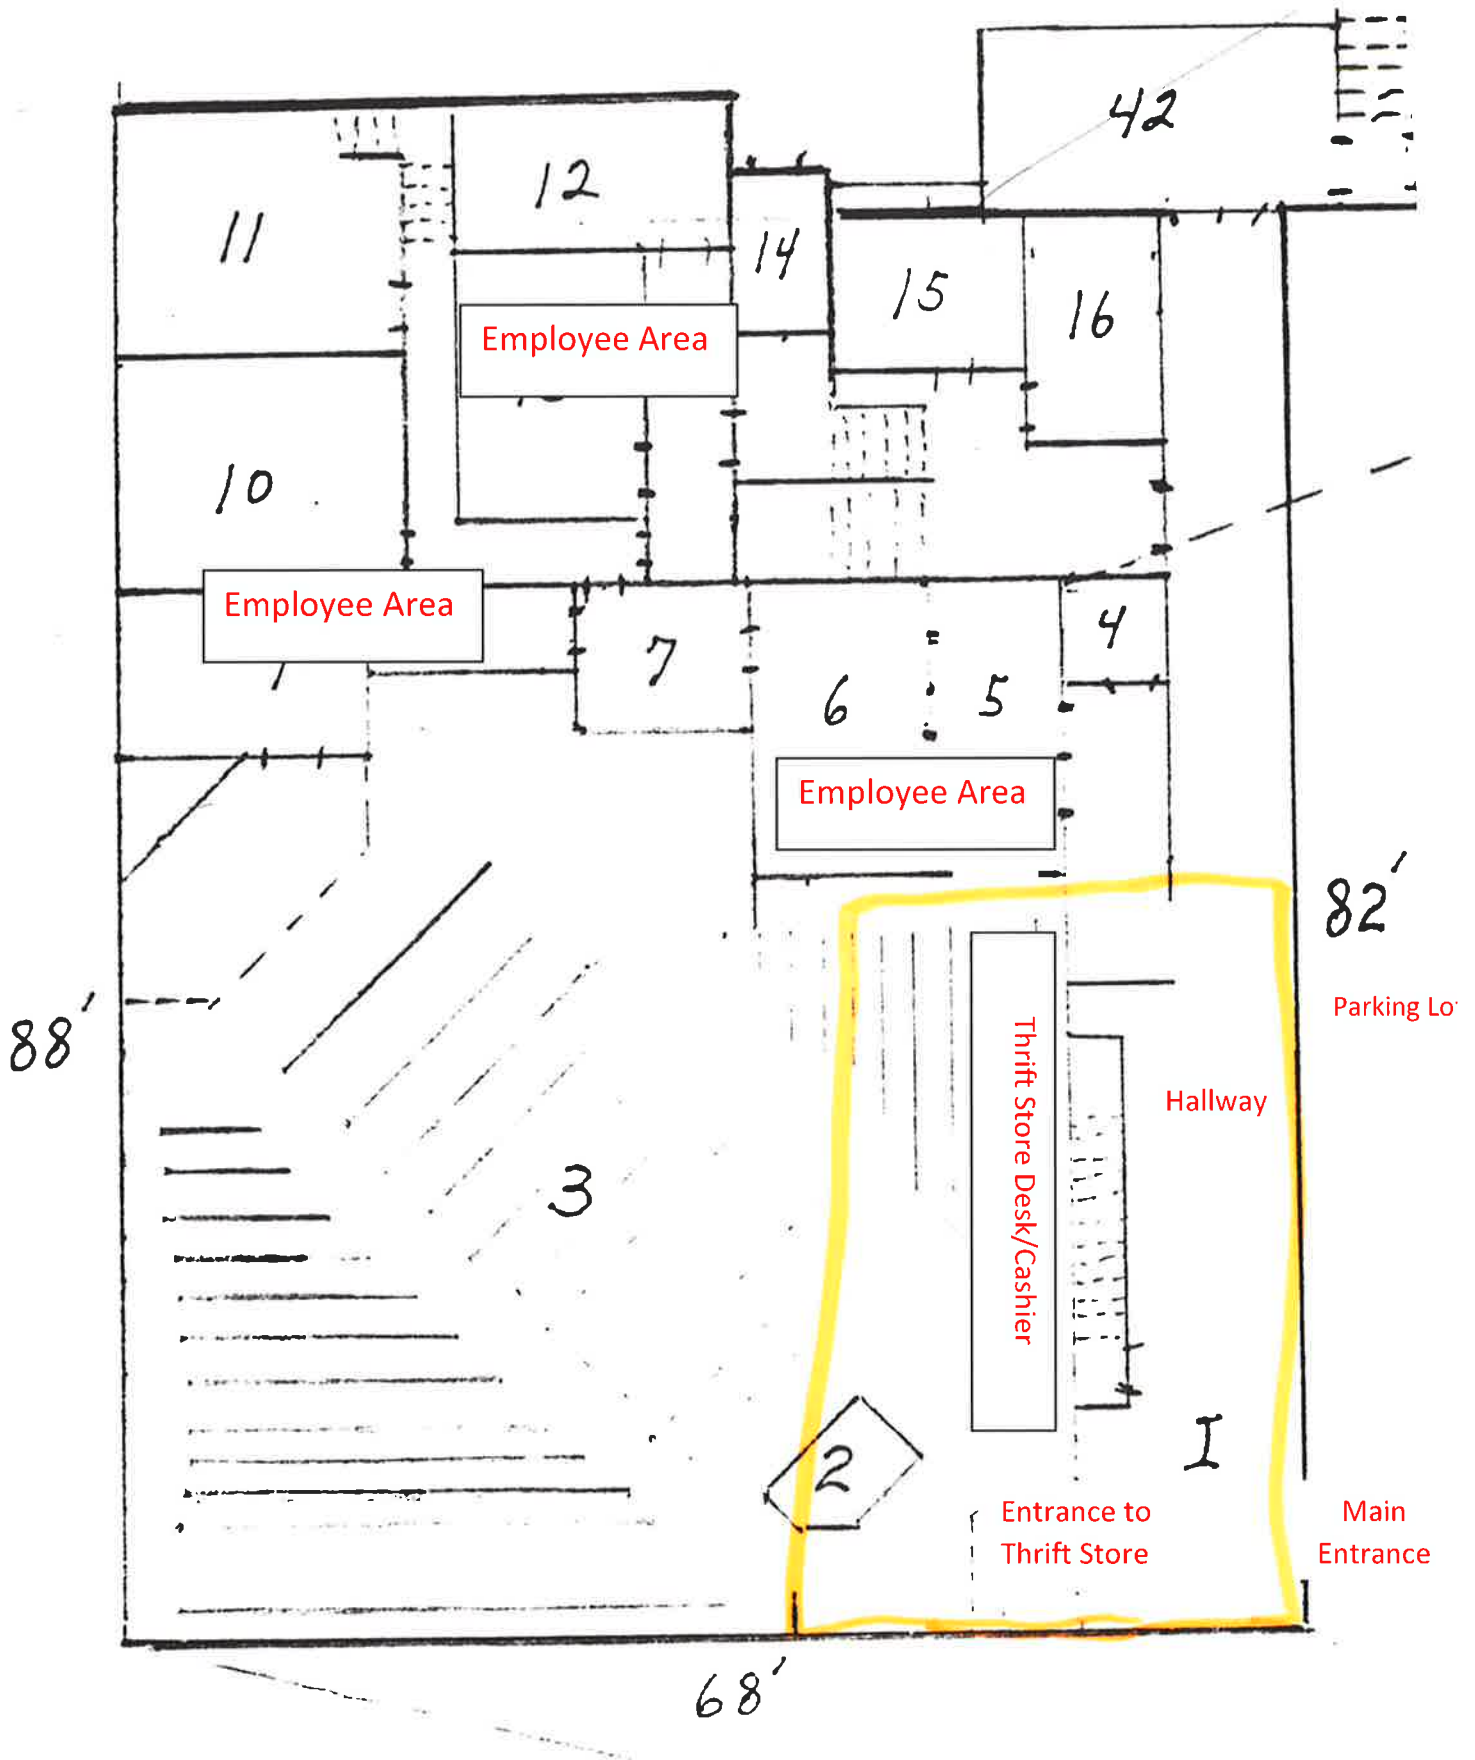 42
12
11
14
15
16
Employee Area
10
Employee Area
4
7
6
5
Employee Area
82'
Parking Lo
88'
Thrift Store Desk/Cashier
Hallway
3
2
I
Entrance to
Thrift Store
Main
Entrance
68'